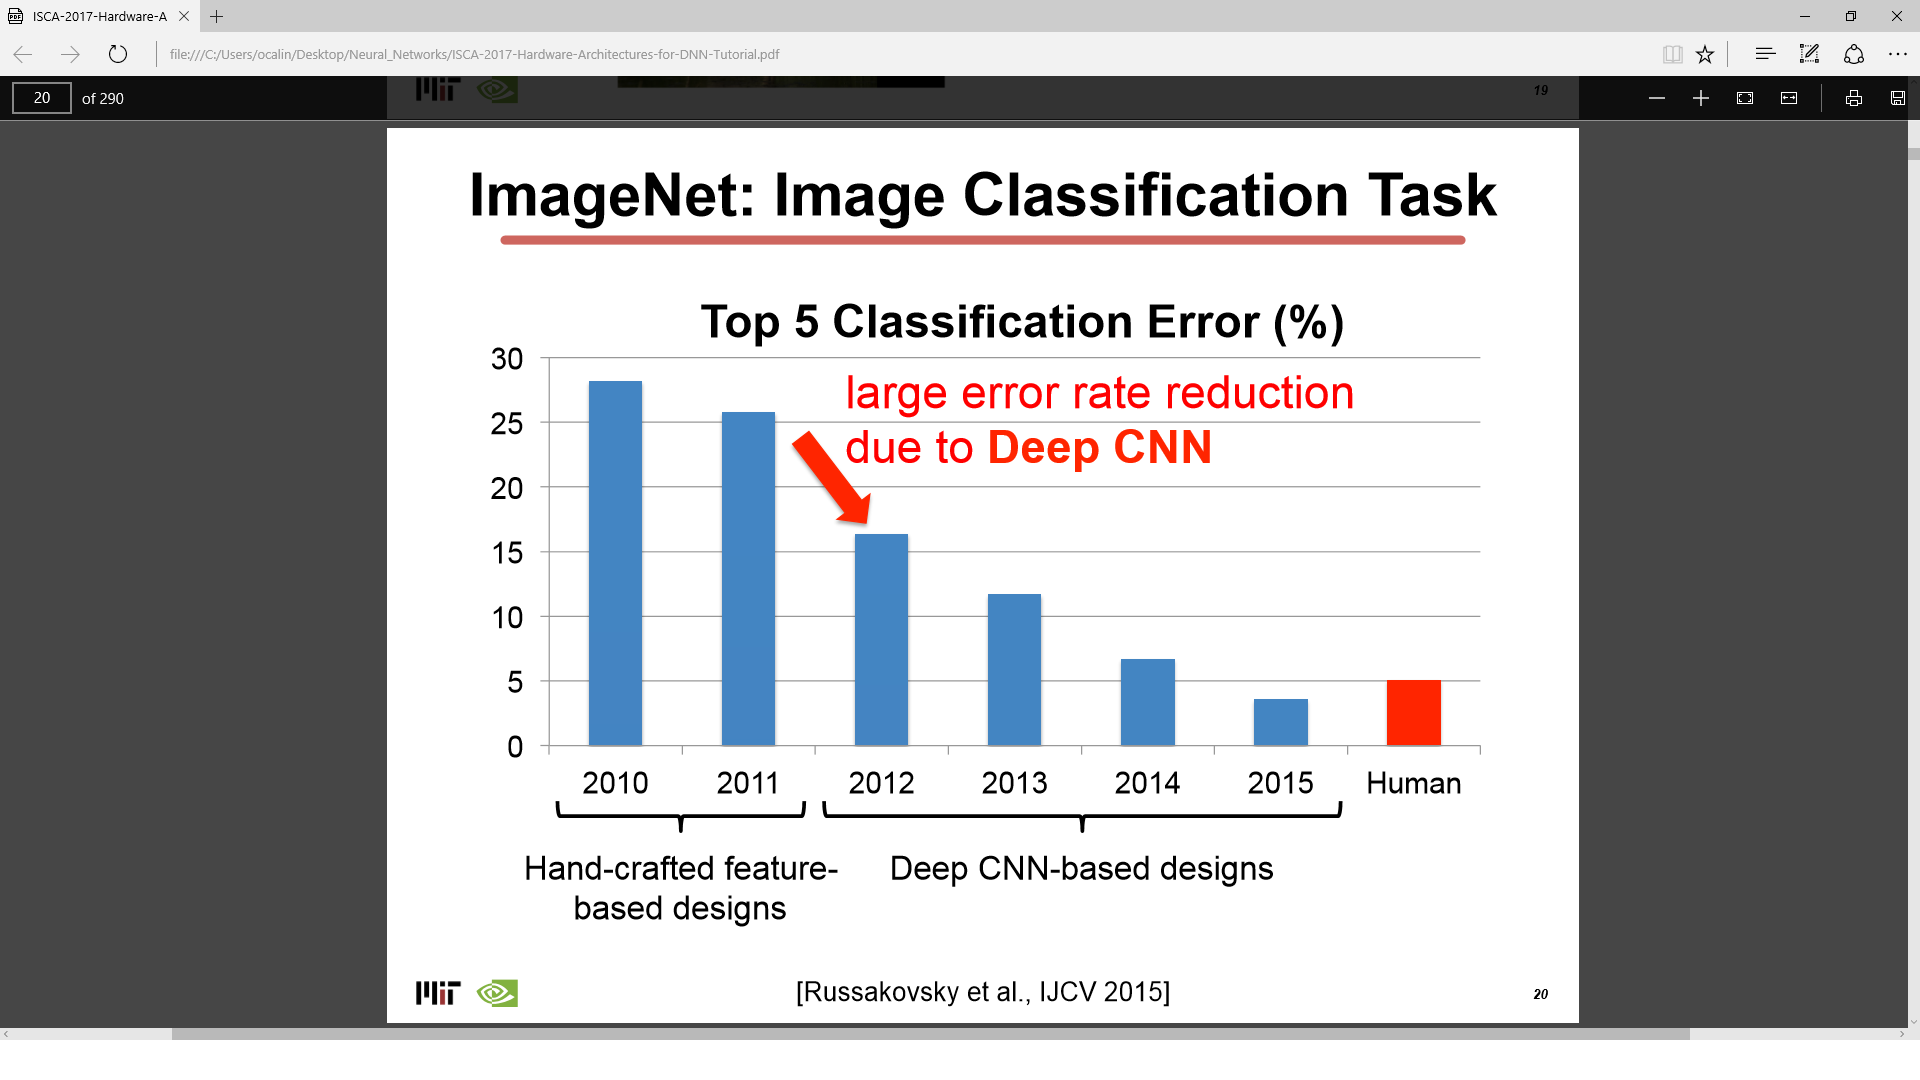 ISCA-2017-Hardware-A
file:///C:/Users/ocalin/Desktop/Neural_Networks/ISCA-2017-Hardware-Architectures-for-DNN-Tutorial.pdf
20 of 290
MIT
19
ImageNet: Image Classification Task
Top 5 Classification Error (%)
large error rate reduction
due to Deep CNN
30
25
20
15
10
5
0
2010 2011 2012 2013 2014 2015 Human
Hand-crafted feature-
based designs
Deep CNN-based designs
MIT
[Russakovsky et al., IJCV 2015]
20